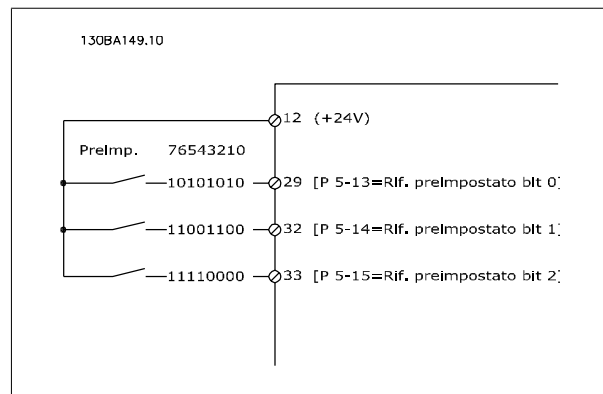 130BA149.10
12 (+24V)
PreImp. 76543210
10101010 29 [P 5-13=Rif. preimpostato bit 0]
11001100 32 [P 5-14=Rif. preimpostato bit 1]
11110000 33 [P 5-15=Rif. preimpostato bit 2]